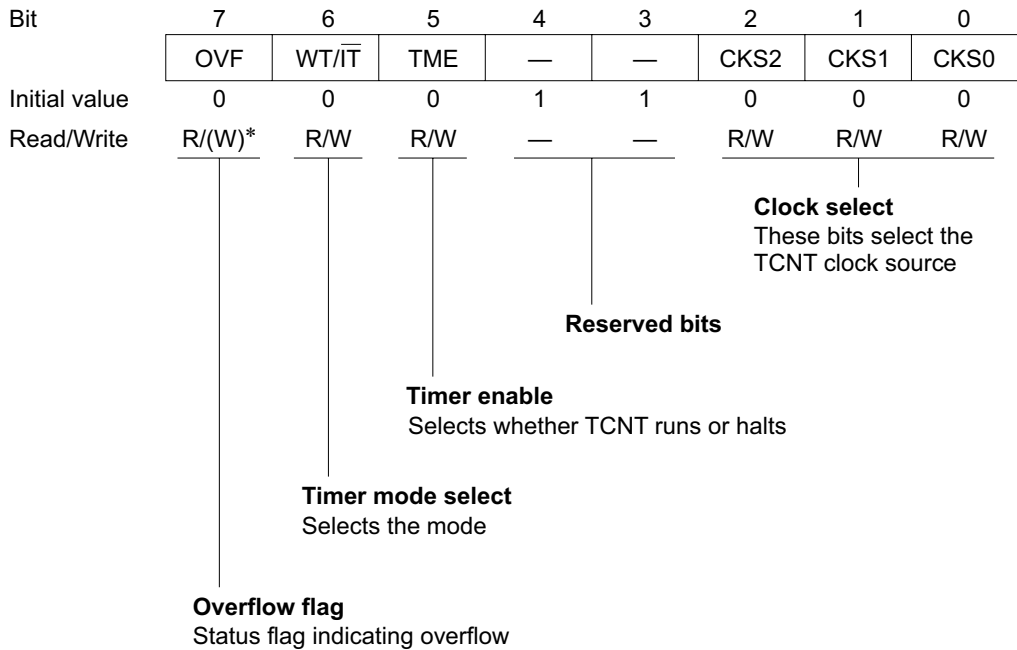 Bit 7 6 5 4 3 2 1 0
OVF WT/I̅T̅ TME — — CKS2 CKS1 CKS0
Initial value 0 0 0 1 1 0 0 0
Read/Write R/(W)* R/W R/W — — R/W R/W R/W
Clock select
These bits select the
TCNT clock source
Reserved bits
Timer enable
Selects whether TCNT runs or halts
Timer mode select
Selects the mode
Overflow flag
Status flag indicating overflow